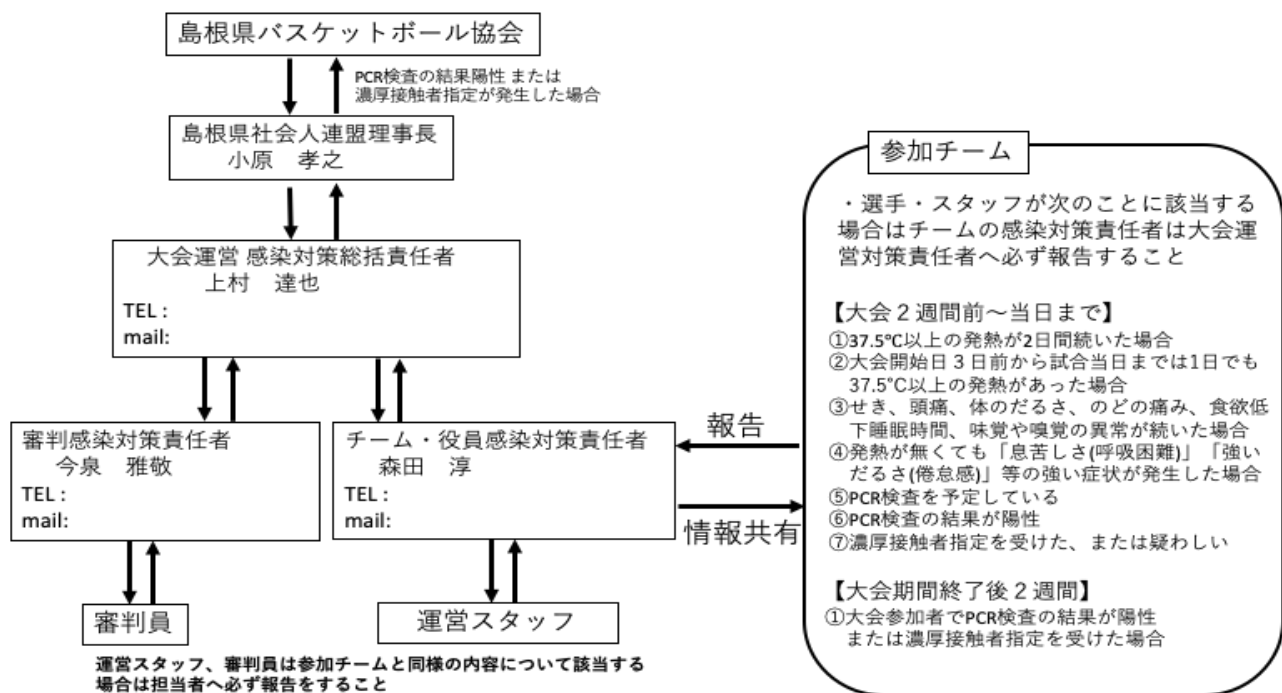 島根県バスケットボール協会
PCR検査の結果陽性 または
濃厚接触者指定が発生した場合
島根県社会人連盟理事長
小原　孝之
大会運営 感染対策総括責任者
上村　達也
TEL :
mail:
審判感染対策責任者
今泉　雅敬
TEL :
mail:
チーム・役員感染対策責任者
森田　淳
TEL :
mail:
報告
情報共有
審判員
運営スタッフ
運営スタッフ、審判員は参加チームと同様の内容について該当する
場合は担当者へ必ず報告をすること
参加チーム
・選手・スタッフが次のことに該当する
場合はチームの感染対策責任者は大会運
営対策責任者へ必ず報告すること
【大会２週間前～当日まで】
①37.5℃以上の発熱が2日間続いた場合
②大会開始日３日前から試合当日までは1日でも
37.5℃以上の発熱があった場合
③せき、頭痛、体のだるさ、のどの痛み、食欲低
下睡眠時間、味覚や嗅覚の異常が続いた場合
④発熱が無くても「息苦しさ(呼吸困難)」「強い
だるさ(倦怠感)」等の強い症状が発生した場合
⑤PCR検査を予定している
⑥PCR検査の結果が陽性
⑦濃厚接触者指定を受けた、または疑わしい
【大会期間終了後２週間】
①大会参加者でPCR検査の結果が陽性
または濃厚接触者指定を受けた場合